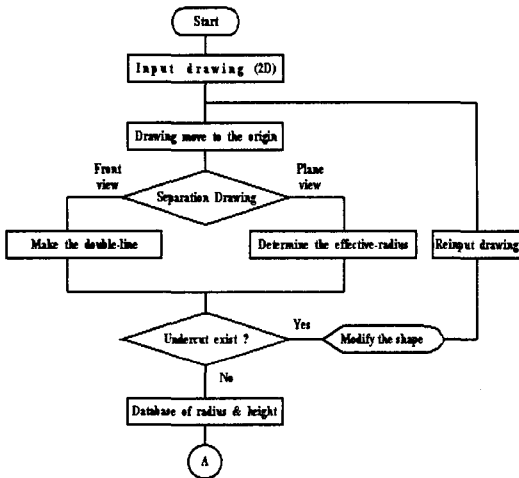 Start
Input drawing (2D)
Drawing move to the origin
Front
view
Separation Drawing
Plane
view
Make the double-line
Determine the effective-radius
Reinput drawing
Undercut exist ?
Yes
Modify the shape
No
Database of radius & height
A